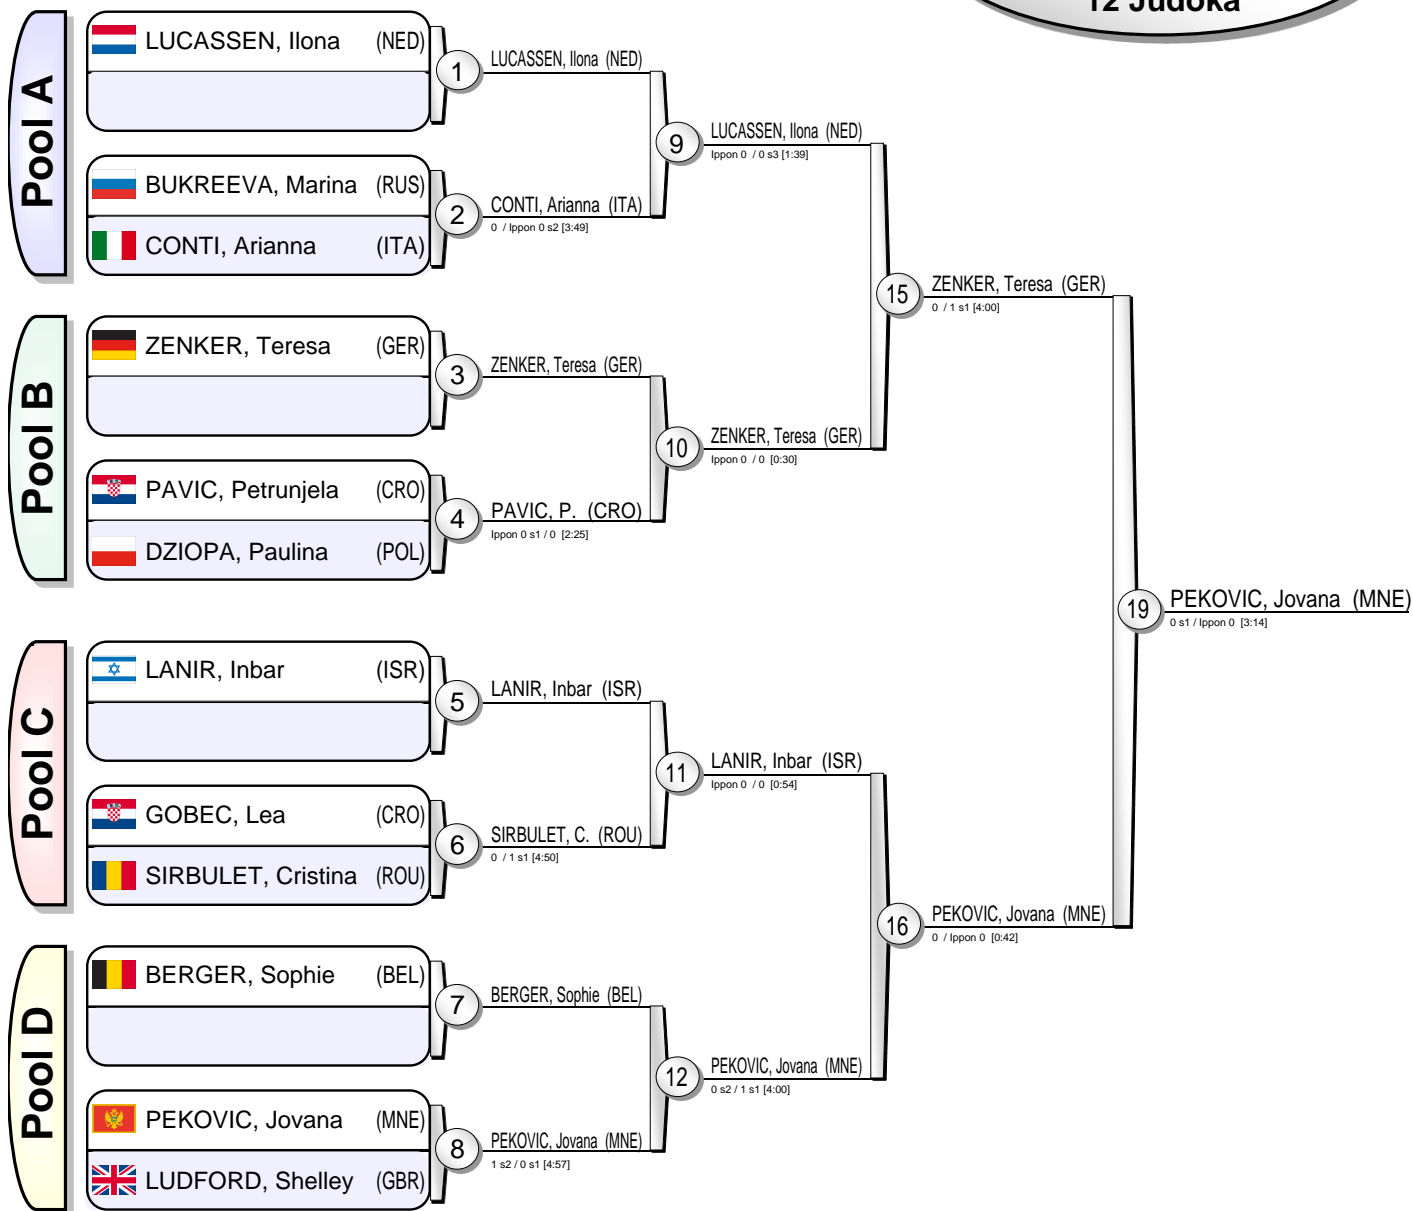 12 Judoka
Pool A
LUCASSEN, Ilona (NED)
BUKREEVA, Marina (RUS)
CONTI, Arianna (ITA)
1
LUCASSEN, Ilona (NED)
2
CONTI, Arianna (ITA)
0 / Ippon 0 s2 [3:49]
9
LUCASSEN, Ilona (NED)
Ippon 0 / 0 s3 [1:39]
Pool B
ZENKER, Teresa (GER)
PAVIC, Petrunjela (CRO)
DZIOPA, Paulina (POL)
3
ZENKER, Teresa (GER)
4
PAVIC, P. (CRO)
Ippon 0 s1 / 0 [2:25]
10
ZENKER, Teresa (GER)
Ippon 0 / 0 [0:30]
15
ZENKER, Teresa (GER)
0 / 1 s1 [4:00]
Pool C
LANIR, Inbar (ISR)
GOBEC, Lea (CRO)
SIRBULET, Cristina (ROU)
5
LANIR, Inbar (ISR)
6
SIRBULET, C. (ROU)
0 / 1 s1 [4:50]
11
LANIR, Inbar (ISR)
Ippon 0 / 0 [0:54]
Pool D
BERGER, Sophie (BEL)
PEKOVIC, Jovana (MNE)
LUDFORD, Shelley (GBR)
7
BERGER, Sophie (BEL)
8
PEKOVIC, Jovana (MNE)
1 s2 / 0 s1 [4:57]
12
PEKOVIC, Jovana (MNE)
0 s2 / 1 s1 [4:00]
16
PEKOVIC, Jovana (MNE)
0 / Ippon 0 [0:42]
19
PEKOVIC, Jovana (MNE)
0 s1 / Ippon 0 [3:14]